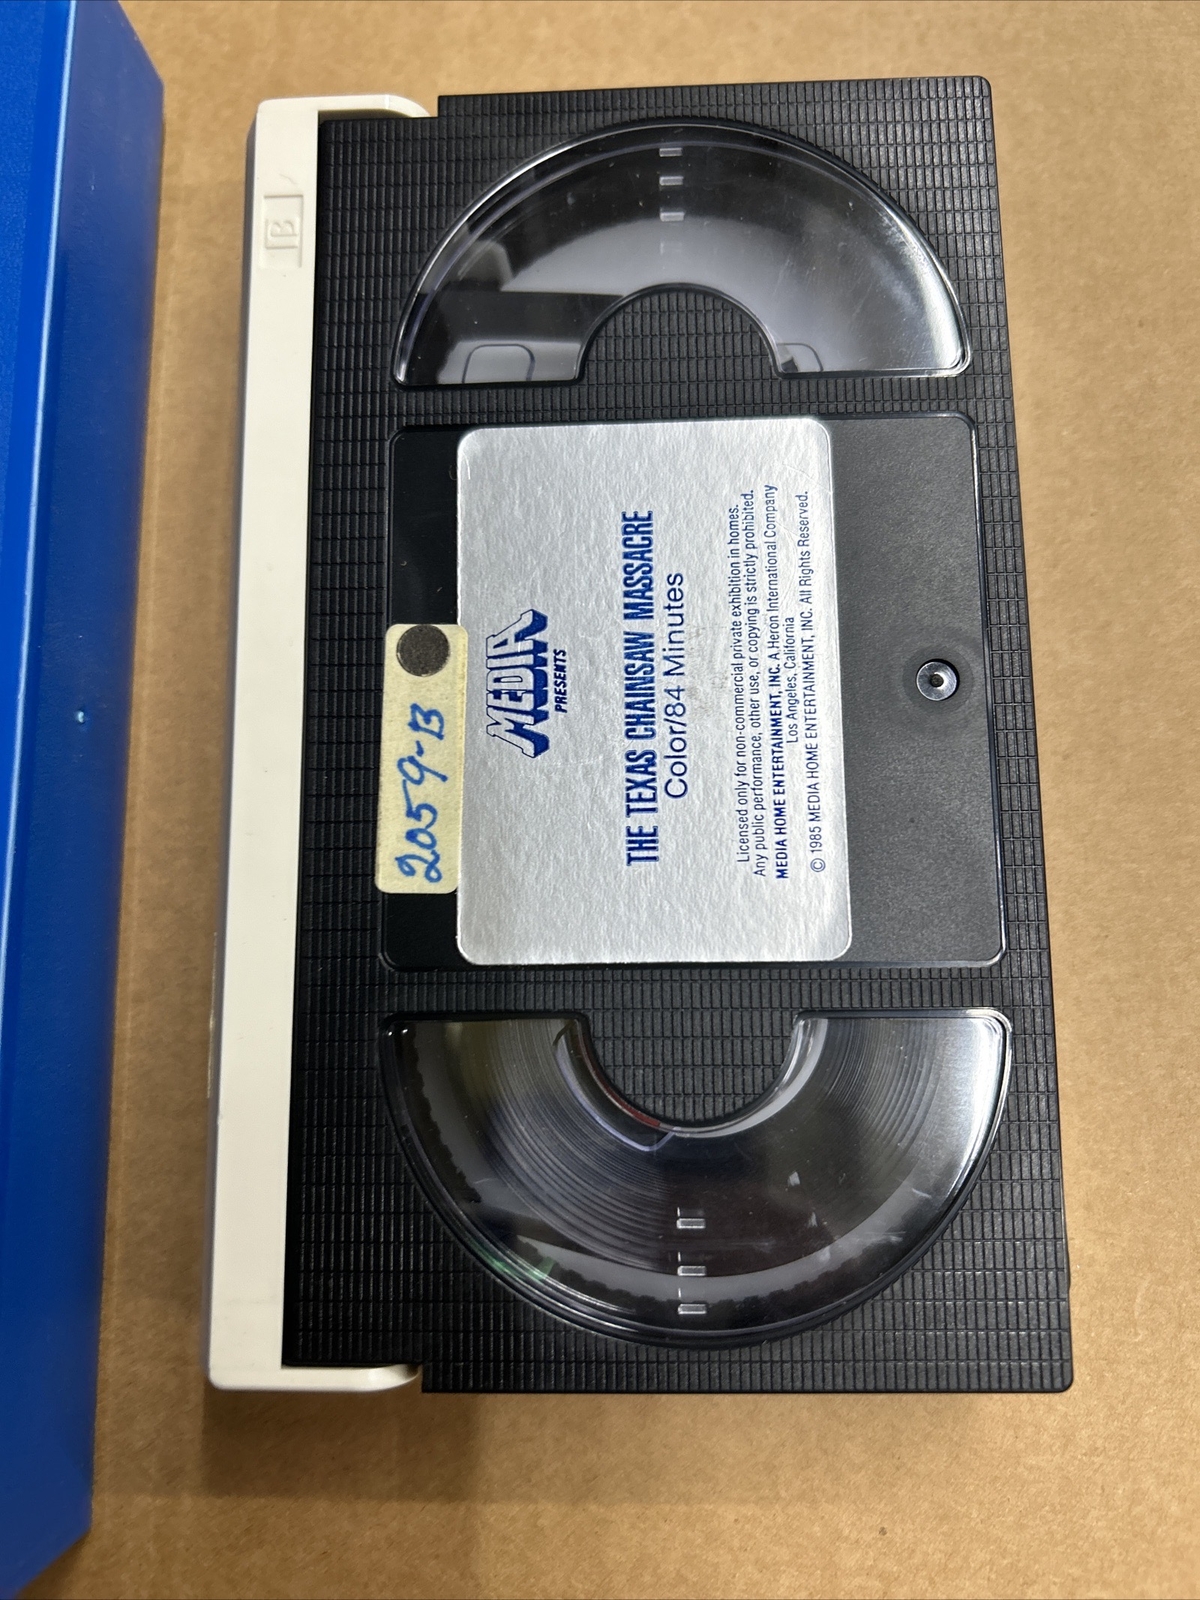 2059-B
MEDIA
PRESENTS
THE TEXAS CHAINSAW MASSACRE
Color/84 Minutes
Licensed only for non-commercial private exhibition in homes.
Any public performance, other use, or copying is strictly prohibited.
MEDIA HOME ENTERTAINMENT, INC. A Heron International Company
Los Angeles, California
© 1985 MEDIA HOME ENTERTAINMENT, INC. All Rights Reserved.
B